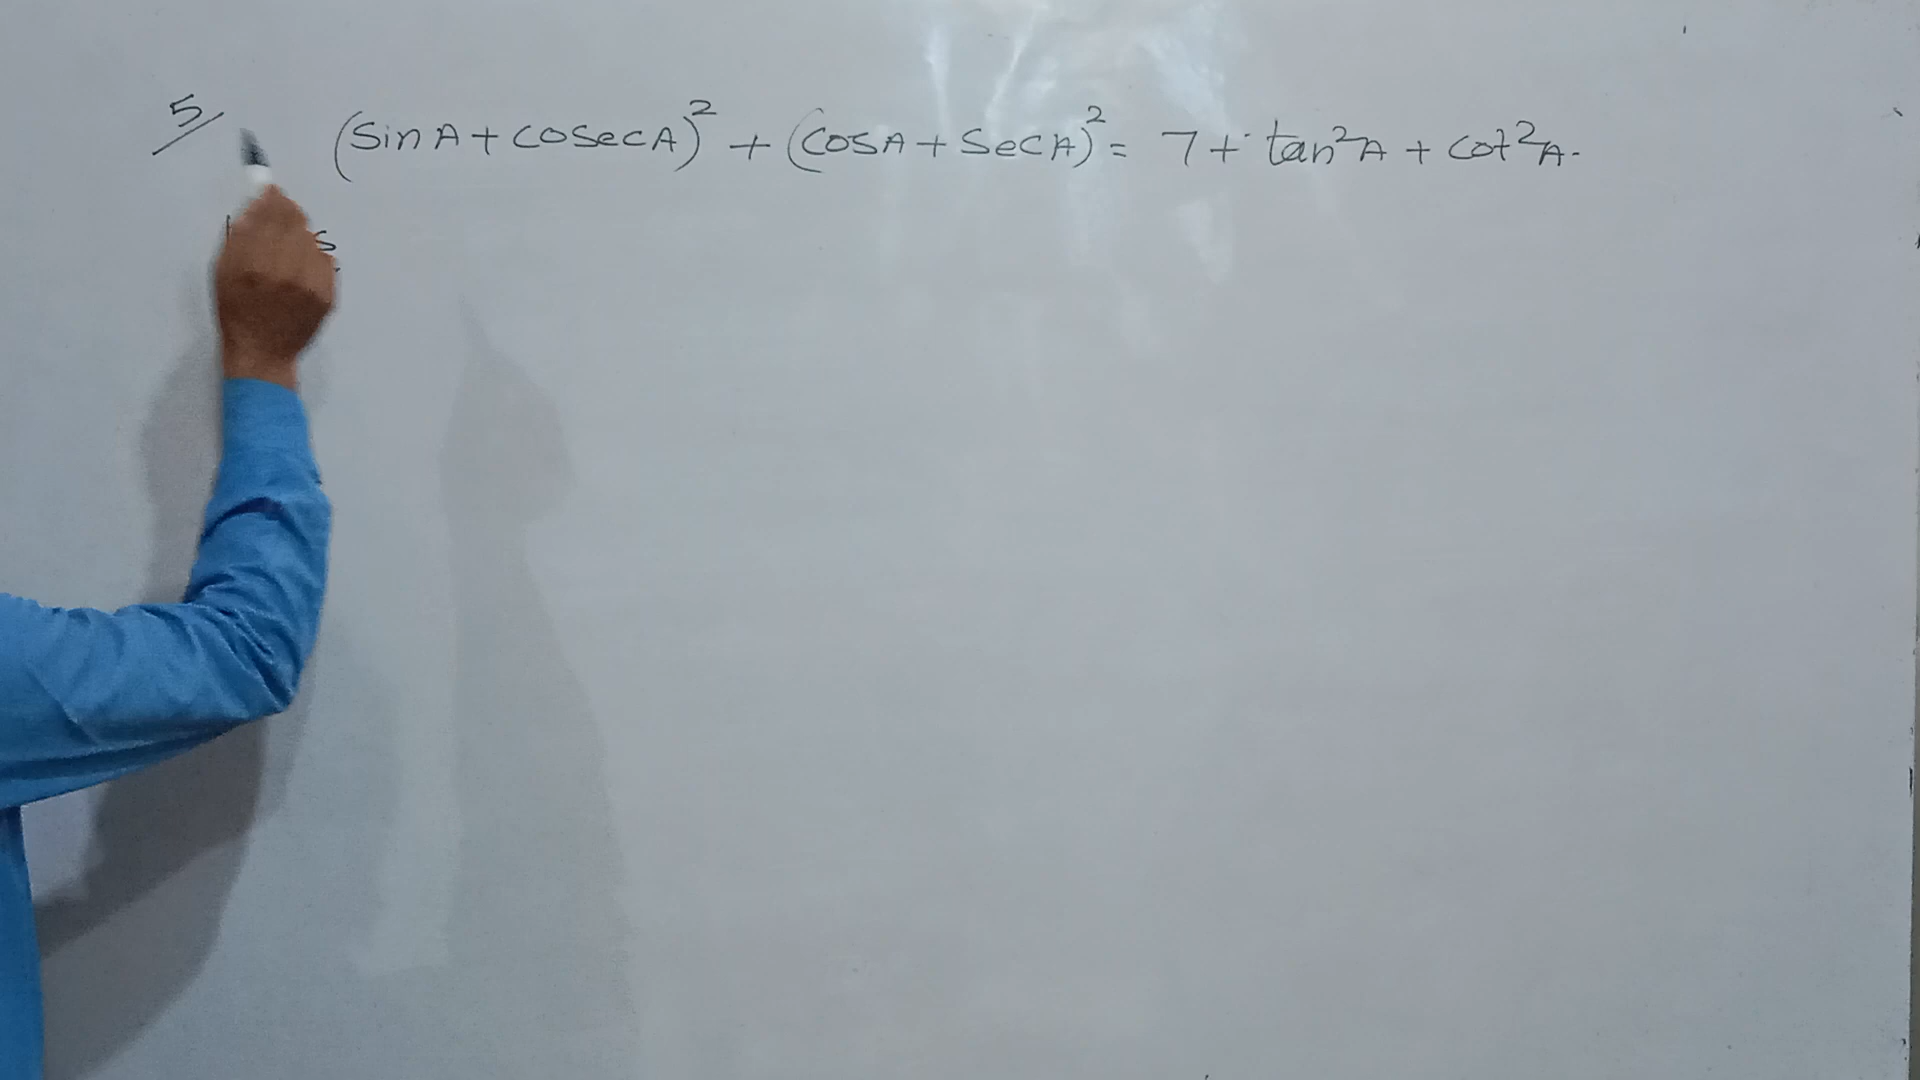 5/ (SinA + cosecA)² + (cosA + SecA)² = 7 + tan²A + cot²A.